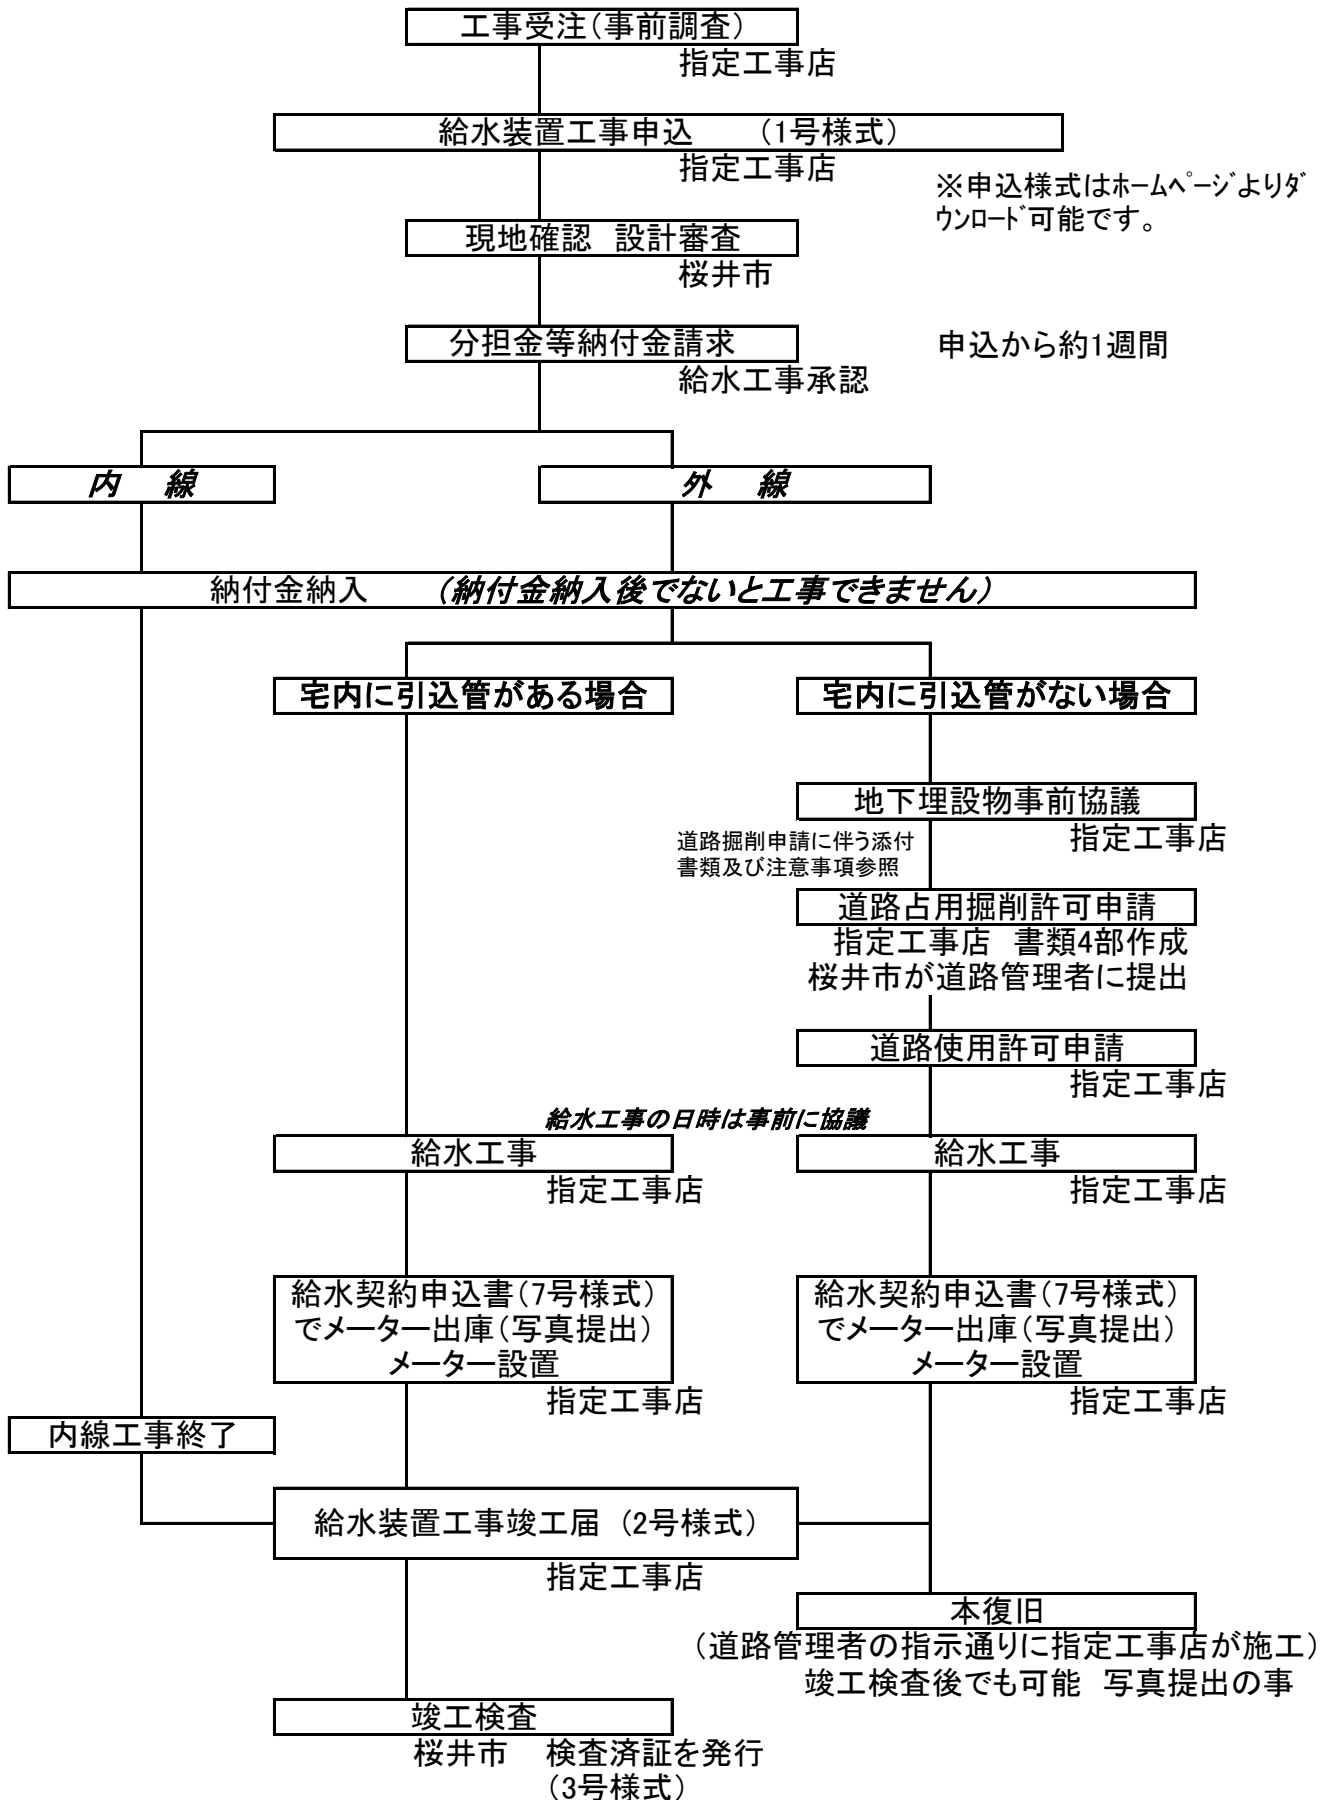 工事受注（事前調査）
指定工事店
給水装置工事申込　　（1号様式）
指定工事店
※申込様式はﾎｰﾑﾍﾟｰｼﾞよりﾀﾞ
ｳﾝﾛｰﾄﾞ可能です。
現地確認　設計審査
桜井市
分担金等納付金請求
申込から約1週間
給水工事承認
内　線
外　線
納付金納入　　（納付金納入後でないと工事できません）
宅内に引込管がある場合
宅内に引込管がない場合
地下埋設物事前協議
指定工事店
道路掘削申請に伴う添付
書類及び注意事項参照
道路占用掘削許可申請
指定工事店　書類4部作成
桜井市が道路管理者に提出
道路使用許可申請
指定工事店
給水工事の日時は事前に協議
給水工事
給水工事
指定工事店
指定工事店
給水契約申込書（7号様式）
でメーター出庫（写真提出）
メーター設置
指定工事店
給水契約申込書（7号様式）
でメーター出庫（写真提出）
メーター設置
指定工事店
内線工事終了
給水装置工事竣工届（2号様式）
指定工事店
本復旧
（道路管理者の指示通りに指定工事店が施工）
竣工検査後でも可能　写真提出の事
竣工検査
桜井市　検査済証を発行
（3号様式）